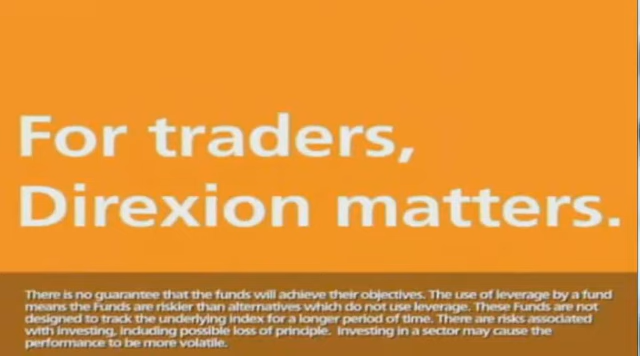 For traders,
Direxion matters.
There is no guarantee that the funds will achieve their objectives. The use of leverage by a fund
means the Funds are riskier than alternatives which do not use leverage. These Funds are not
designed to track the underlying index for a longer period of time. There are risks associated
with investing, including possible loss of principle. Investing in a sector may cause the
performance to be more volatile.